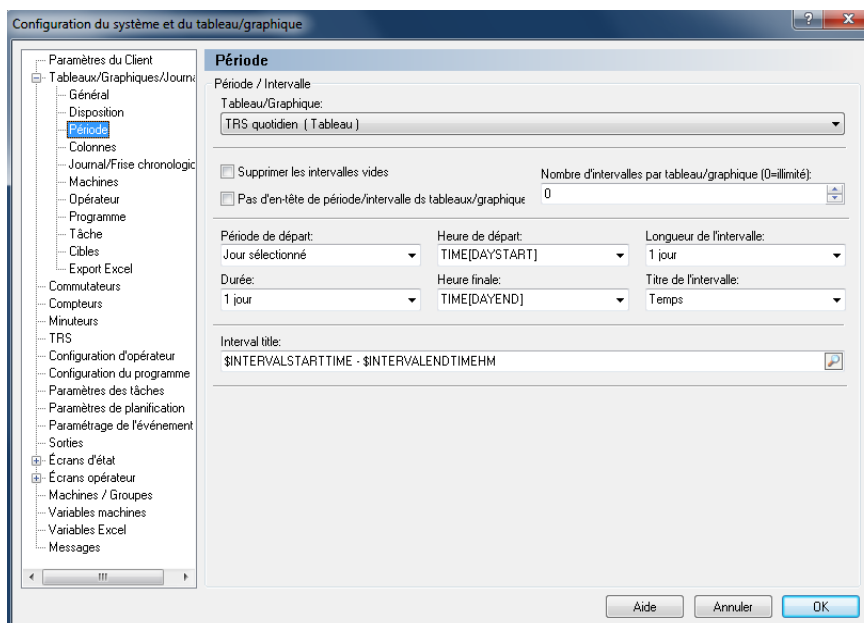 Configuration du système et du tableau/graphique
Paramètres du Client
Tableaux/Graphiques/Journa
Général
Disposition
Période
Colonnes
Journal/Frise chronologic
Machines
Opérateur
Programme
Tâche
Cibles
Export Excel
Commutateurs
Compteurs
Minuteurs
TRS
Configuration d'opérateur
Configuration du programme
Paramètres des tâches
Paramètres de planification
Paramétrage de l'événement
Sorties
Écrans d'état
Écrans opérateur
Machines / Groupes
Variables machines
Variables Excel
Messages
Période
Période / Intervalle
Tableau/Graphique:
TRS quotidien ( Tableau )
Supprimer les intervalles vides
Pas d'en-tête de période/intervalle ds tableaux/graphique
Nombre d'intervalles par tableau/graphique (0=illimité):
0
Période de départ: Heure de départ: Longueur de l'intervalle:
Jour sélectionné TIME[DAYSTART] 1 jour
Durée: Heure finale: Titre de l'intervalle:
1 jour TIME[DAYEND] Temps
Interval title:
$INTERVALSTARTTIME - $INTERVALENDTIMEHM
Aide Annuler OK